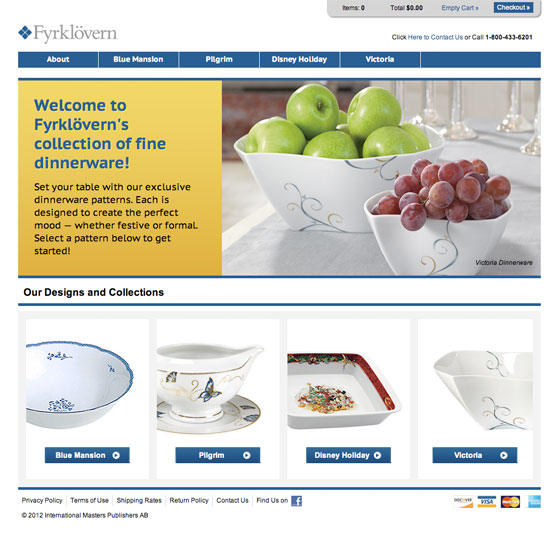 Items: 0 Total $0.00 Empty Cart » Checkout »
Fyrklövern
Click Here to Contact Us or Call 1-800-433-6201
About Blue Mansion Pilgrim Disney Holiday Victoria
Welcome to
Fyrklövern's
collection of fine
dinnerware!
Set your table with our exclusive
dinnerware patterns. Each is
designed to create the perfect
mood — whether festive or formal.
Select a pattern below to get
started!
Victoria Dinnerware
Our Designs and Collections
Blue Mansion Pilgrim Disney Holiday Victoria
Privacy Policy Terms of Use Shipping Rates Return Policy Contact Us Find Us on f
DISCOVER VISA MasterCard
© 2012 International Masters Publishers AB